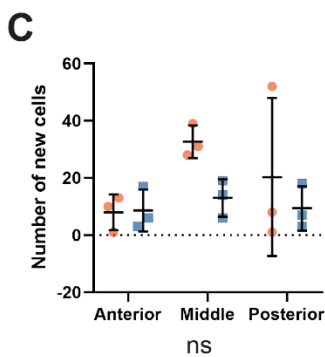 C
Number of new cells
60
40
20
0
-20
Anterior Middle Posterior
ns